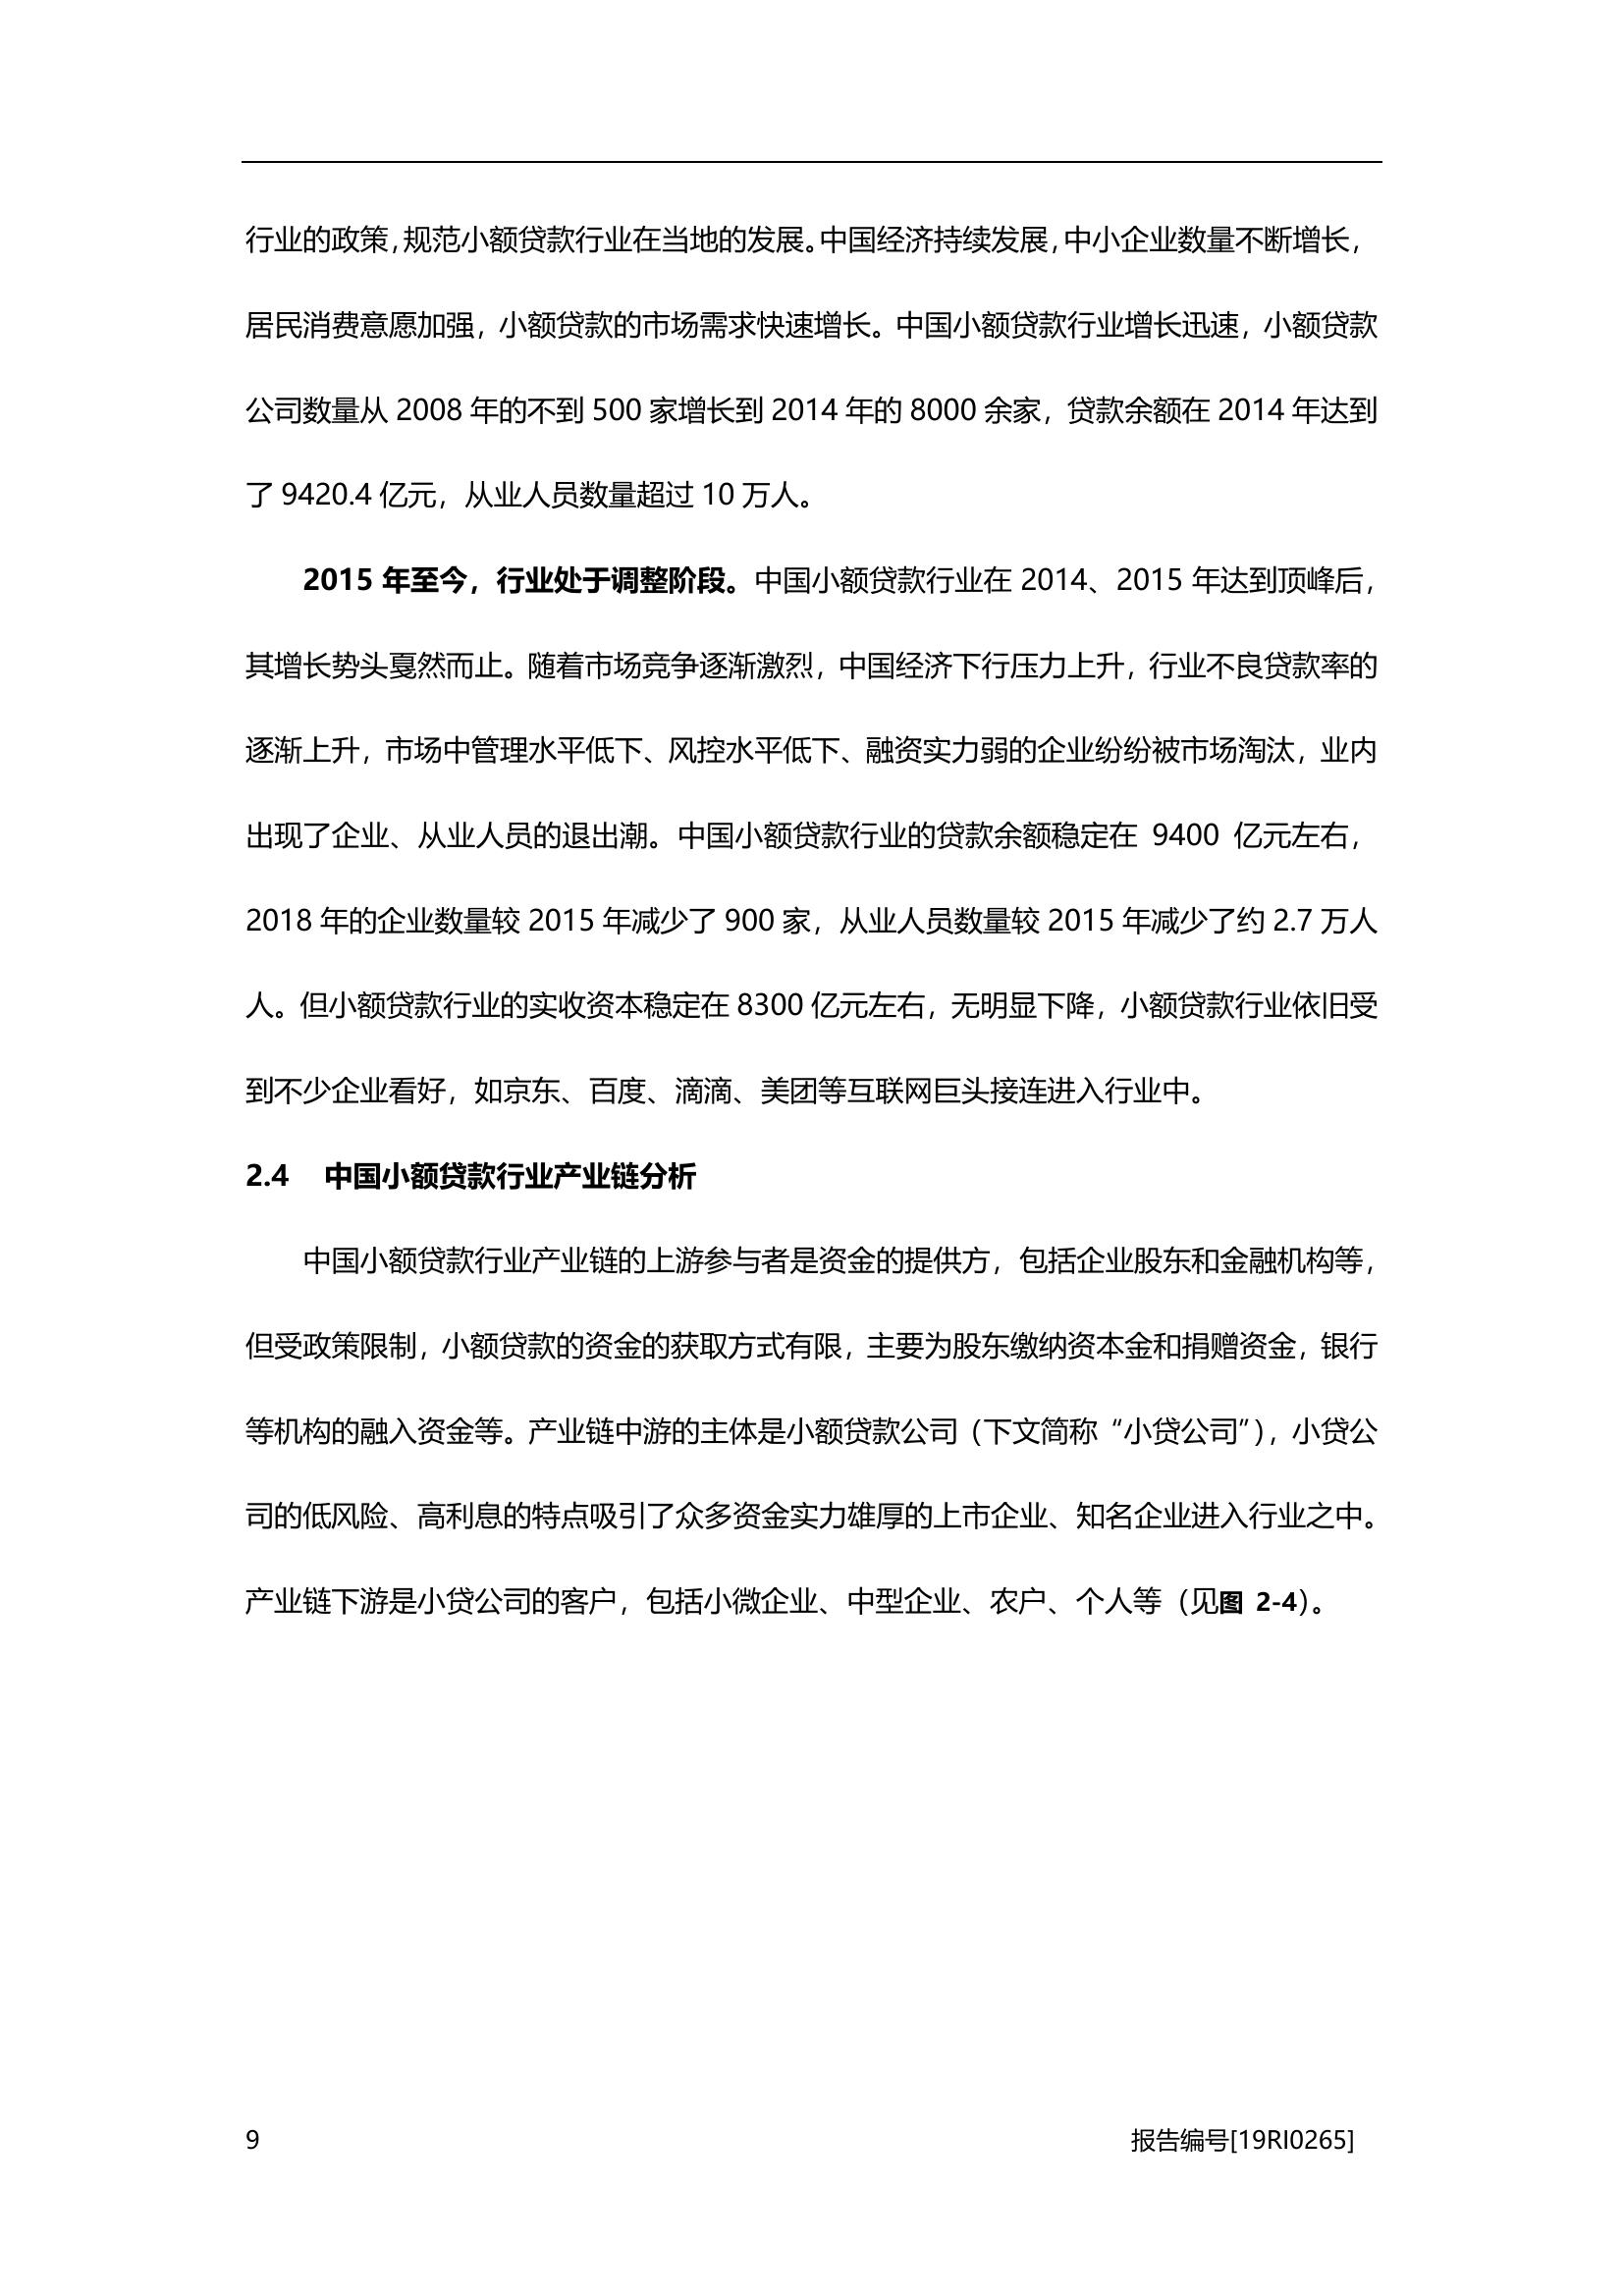 行业的政策，规范小额贷款行业在当地的发展。中国经济持续发展，中小企业数量不断增长，
居民消费意愿加强，小额贷款的市场需求快速增长。中国小额贷款行业增长迅速，小额贷款
公司数量从 2008 年的不到 500 家增长到 2014 年的 8000 余家，贷款余额在 2014 年达到
了 9420.4 亿元，从业人员数量超过 10 万人。
2015 年至今，行业处于调整阶段。中国小额贷款行业在 2014、2015 年达到顶峰后，
其增长势头戛然而止。随着市场竞争逐渐激烈，中国经济下行压力上升，行业不良贷款率的
逐渐上升，市场中管理水平低下、风控水平低下、融资实力弱的企业纷纷被市场淘汰，业内
出现了企业、从业人员的退出潮。中国小额贷款行业的贷款余额稳定在 9400 亿元左右，
2018 年的企业数量较 2015 年减少了 900 家，从业人员数量较 2015 年减少了约 2.7 万人
人。但小额贷款行业的实收资本稳定在 8300 亿元左右，无明显下降，小额贷款行业依旧受
到不少企业看好，如京东、百度、滴滴、美团等互联网巨头接连进入行业中。
2.4 中国小额贷款行业产业链分析
中国小额贷款行业产业链的上游参与者是资金的提供方，包括企业股东和金融机构等，
但受政策限制，小额贷款的资金的获取方式有限，主要为股东缴纳资本金和捐赠资金，银行
等机构的融入资金等。产业链中游的主体是小额贷款公司（下文简称“小贷公司”），小贷公
司的低风险、高利息的特点吸引了众多资金实力雄厚的上市企业、知名企业进入行业之中。
产业链下游是小贷公司的客户，包括小微企业、中型企业、农户、个人等（见图 2-4）。
9 报告编号[19RI0265]